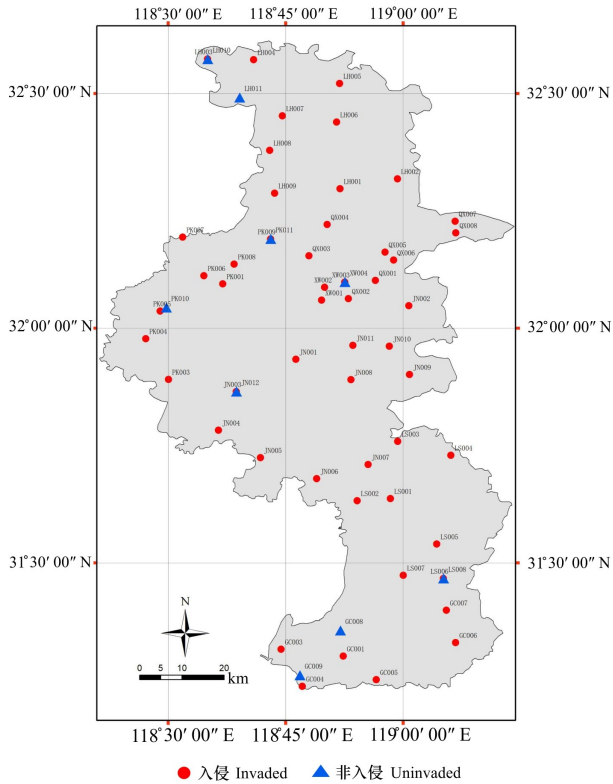 118°30′00″ E 118°45′00″ E 119°00′00″ E
LH003 LH010 LH004
LH005
32°30′00″ N 32°30′00″ N
LH011
LH007
LH006
LH008
LH002
LH009 LH001
QX007
QX004
QX008
PK007 PK009 PK011
QX005
QX003 QX006
PK008
PK006
PK001
XW002 XW003 XW004 QX001
XW001 QX002
PK005 PK010 JN002
32°00′00″ N 32°00′00″ N
PK004
JN011 JN010
JN001
PK003 JN008 JN009
JN003 JN012
JN004
LS003
JN005 LS004
JN007
JN006
LS002 LS001
LS005
31°30′00″ N 31°30′00″ N
LS007 LS006 LS008
GC007
N
GC008
GC006
GC003 GC001
GC009
GC004 GC005
0 5 10 20 km
118°30′00″ E 118°45′00″ E 119°00′00″ E
入侵 Invaded 非入侵 Uninvaded